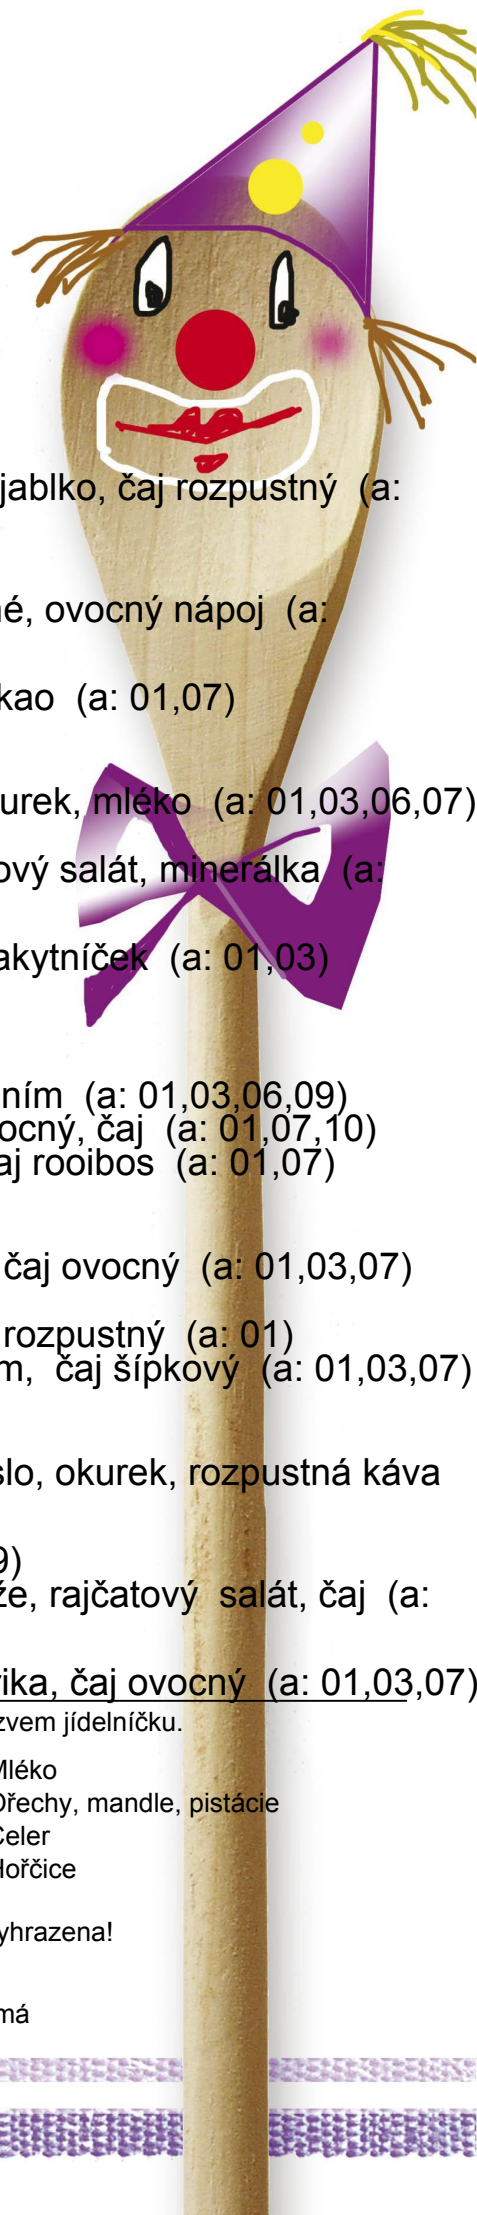 jablko, čaj rozpustný (a:
né, ovocný nápoj (a:
kao (a: 01,07)
urek, mléko (a: 01,03,06,07)
ový salát, minerálka (a:
akytníček (a: 01,03)
ním (a: 01,03,06,09)
ocný, čaj (a: 01,07,10)
aj rooibos (a: 01,07)
čaj ovocný (a: 01,03,07)
rozpustný (a: 01)
m, čaj šípkový (a: 01,03,07)
slo, okurek, rozpustná káva
9)
že, rajčatový salát, čaj (a:
rika, čaj ovocný (a: 01,03,07)
zvem jídelníčku.
Mléko
Ořechy, mandle, pistácie
Celer
Hořčice
yhrazena!
má